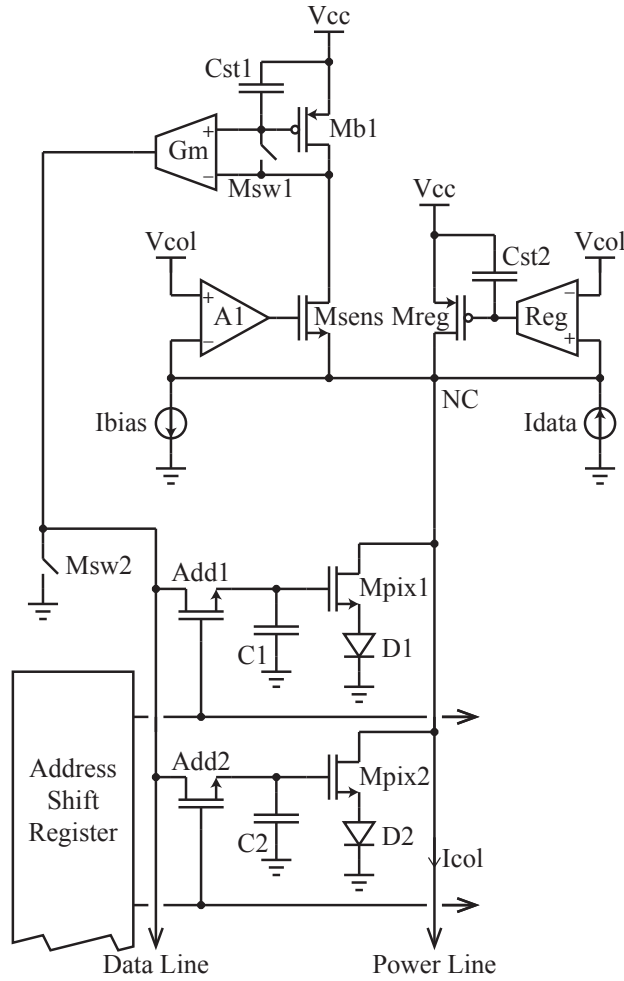 Vcc
Cst1
+
Gm
Mb1
−
Msw1
Vcc
Vcol
Cst2
Vcol
+
A1
−
Msens
Mreg
−
Reg
+
NC
Ibias
Idata
Msw2
Add1
Mpix1
C1
D1
Address
Shift
Register
Add2
Mpix2
C2
D2
Icol
Data Line
Power Line